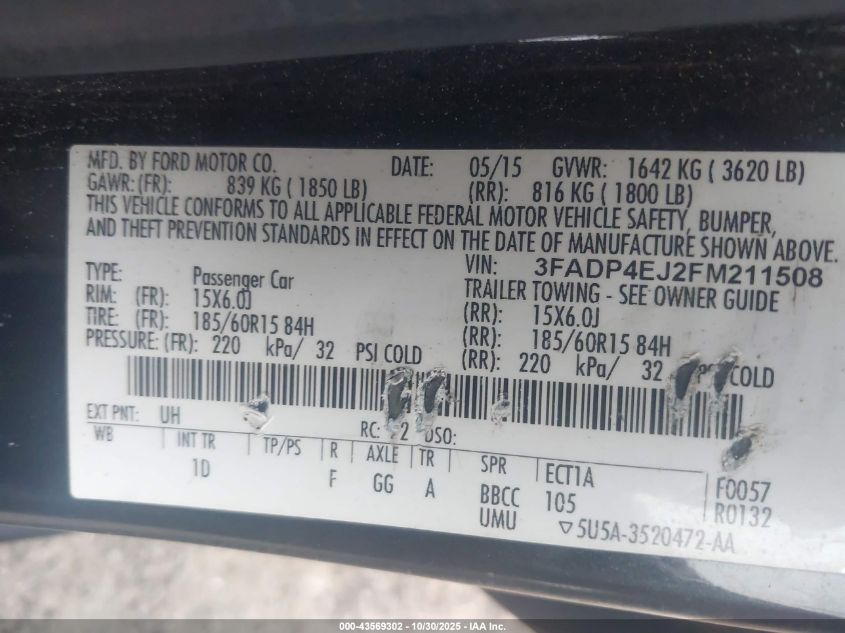 MFD. BY FORD MOTOR CO. DATE: 05/15 GVWR: 1642 KG ( 3620 LB)
GAWR:(FR): 839 KG ( 1850 LB) (RR): 816 KG ( 1800 LB)
THIS VEHICLE CONFORMS TO ALL APPLICABLE FEDERAL MOTOR VEHICLE SAFETY, BUMPER,
AND THEFT PREVENTION STANDARDS IN EFFECT ON THE DATE OF MANUFACTURE SHOWN ABOVE.
VIN: 3FADP4EJ2FM211508
TYPE: Passenger Car TRAILER TOWING - SEE OWNER GUIDE
RIM: (FR): 15X6.0J (RR): 15X6.0J
TIRE: (FR): 185/60R15 84H (RR): 185/60R15 84H
PRESSURE: (FR): 220 kPa/ 32 PSI COLD (RR): 220 kPa/ 32 COLD
EXT PNT: UH RC: DSO:
WB INT TR TP/PS R AXLE TR SPR ECT1A F0057
1D F GG A BBCC 105 R0132
UMU ▽5U5A-3520472-AA
000-43569302 - 10/30/2025 - IAA Inc.